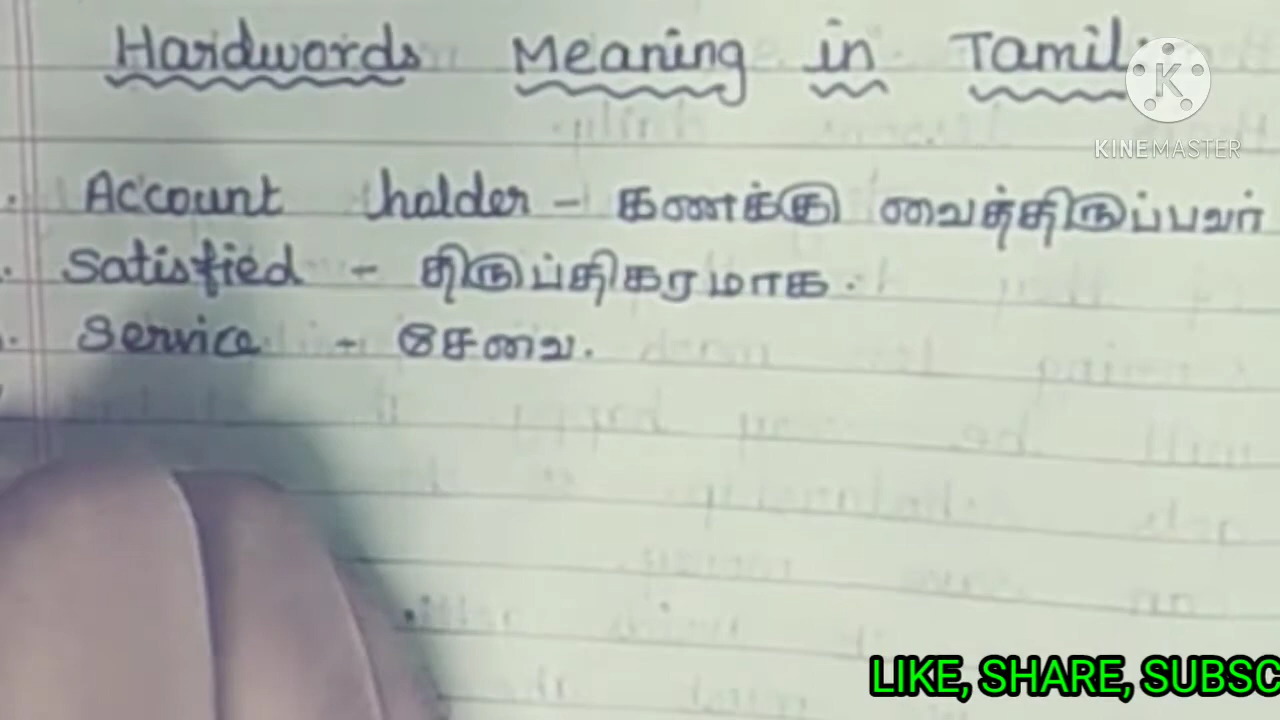 Hardwords Meaning in Tamil:
KINEMASTER
Account holder - கணக்கு வைத்திருப்பவர்
Satisfied - திருப்திகரமாக.
Service - சேவை.
LIKE, SHARE, SUBSC